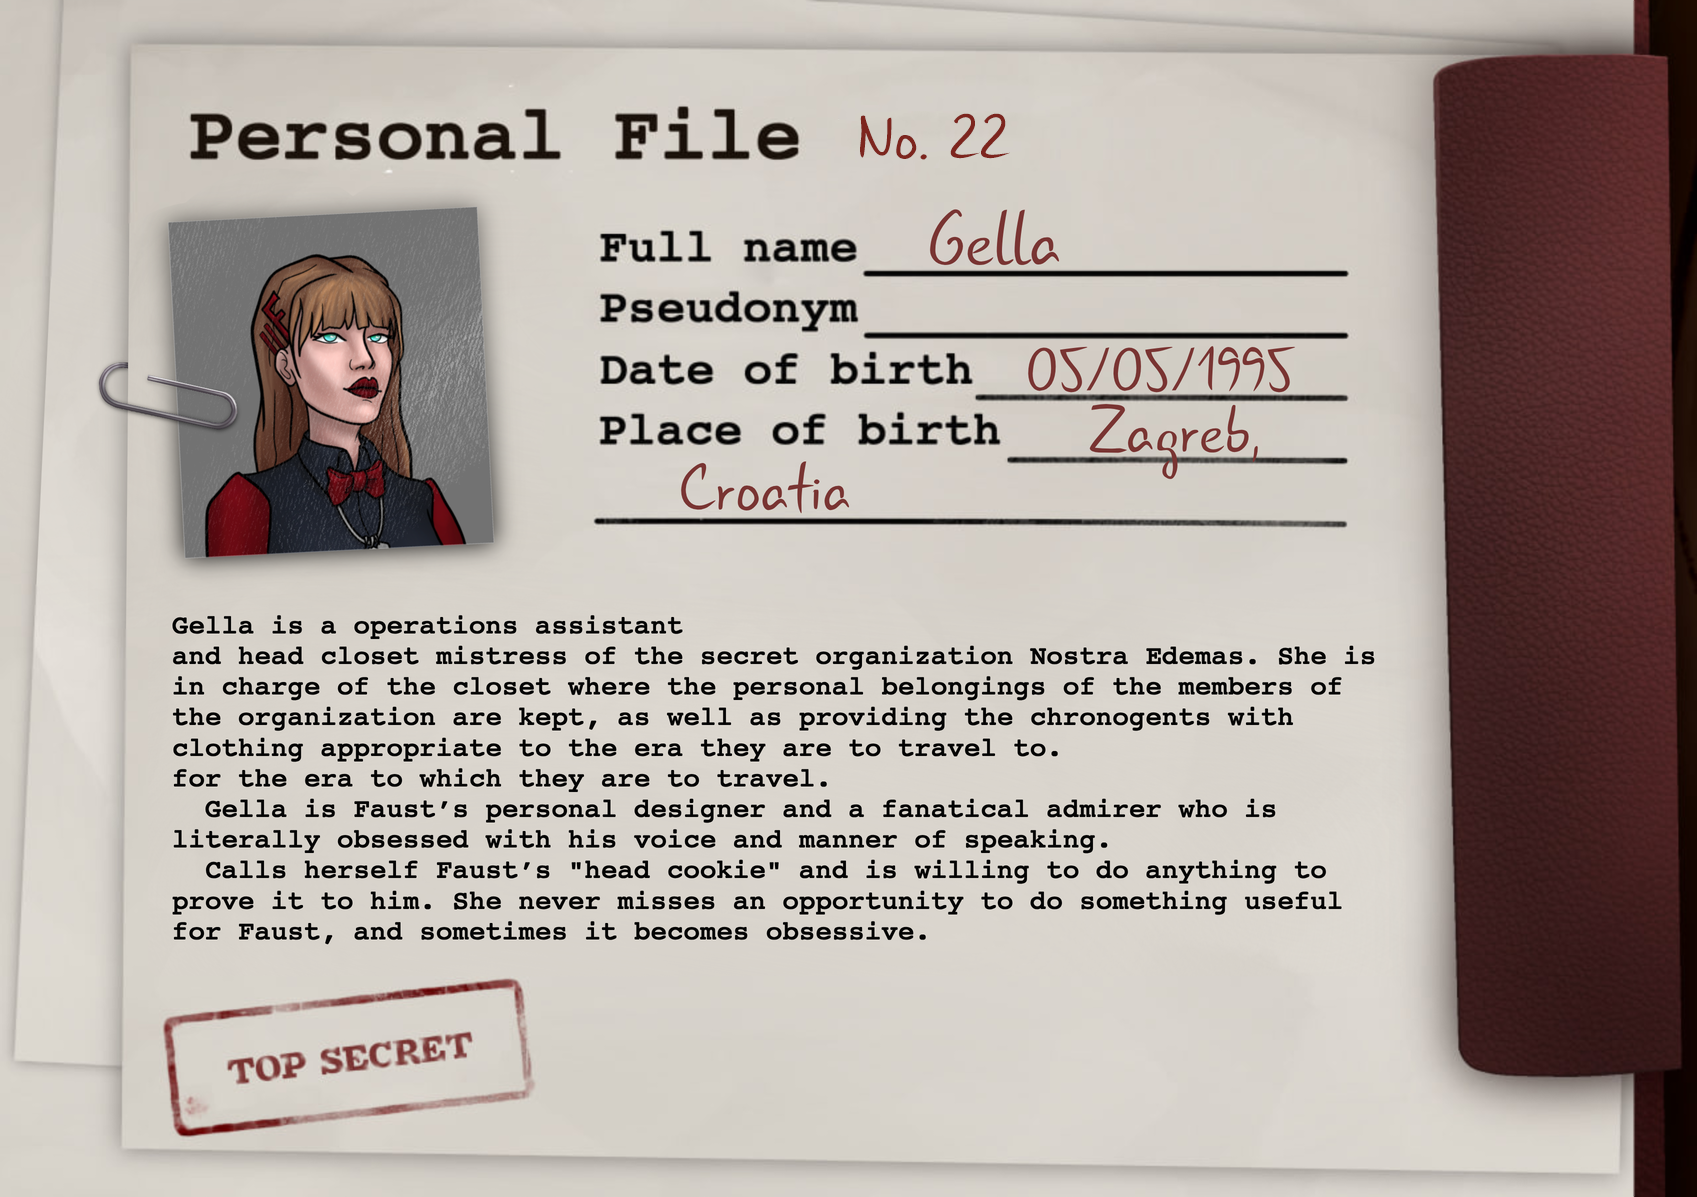 Personal File No. 22
Full name Gella
Pseudonym
Date of birth 05/05/1995
Place of birth Zagreb,
Croatia
Gella is a operations assistant
and head closet mistress of the secret organization Nostra Edemas. She is
in charge of the closet where the personal belongings of the members of
the organization are kept, as well as providing the chronogents with
clothing appropriate to the era they are to travel to.
for the era to which they are to travel.
Gella is Faust’s personal designer and a fanatical admirer who is
literally obsessed with his voice and manner of speaking.
Calls herself Faust’s "head cookie" and is willing to do anything to
prove it to him. She never misses an opportunity to do something useful
for Faust, and sometimes it becomes obsessive.
TOP SECRET